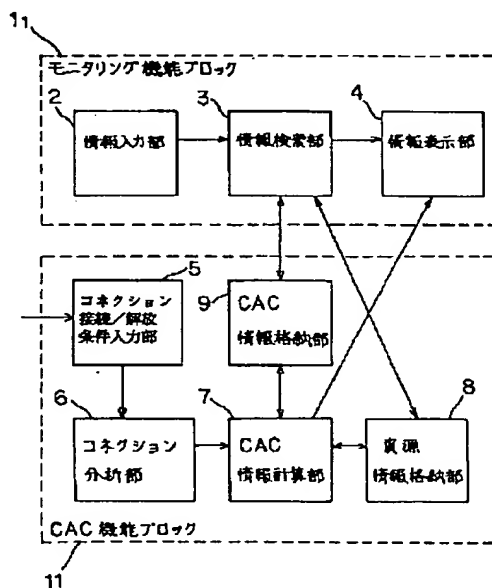 1₁
モニタリング機能ブロック
2
情報入力部
3
情報検索部
4
情報表示部
5
コネクション
接続/解放
条件入力部
9
CAC
情報格納部
6
コネクション
分析部
7
CAC
情報計算部
8
資源
情報格納部
CAC機能ブロック
11